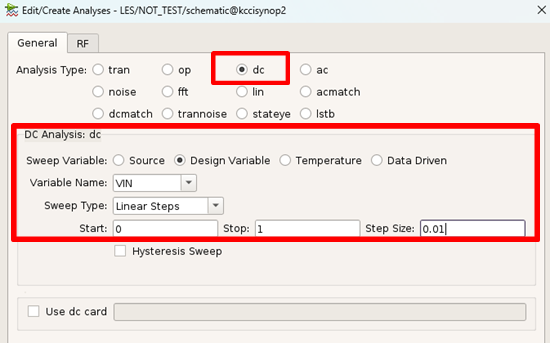 Edit/Create Analyses - LES/NOT_TEST/schematic@kccisynop2
General RF
Analysis Type: tran op dc ac
noise fft lin acmatch
dcmatch trannoise stateye lstb
DC Analysis: dc
Sweep Variable: Source Design Variable Temperature Data Driven
Variable Name: VIN
Sweep Type: Linear Steps
Start: 0 Stop: 1 Step Size: 0.01
Hysteresis Sweep
Use dc card